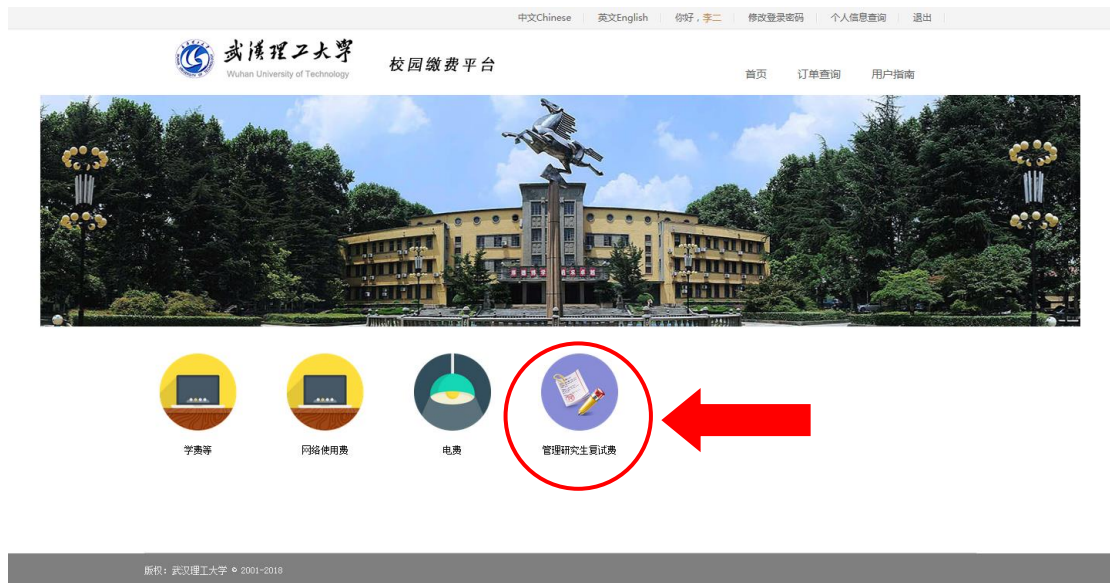 中文Chinese 英文English 你好，李二 修改登录密码 个人信息查询 退出
武汉理工大学
Wuhan University of Technology
校园缴费平台
首页 订单查询 用户指南
学费等 网络使用费 电费 管理研究生复试费
版权：武汉理工大学 © 2001-2018